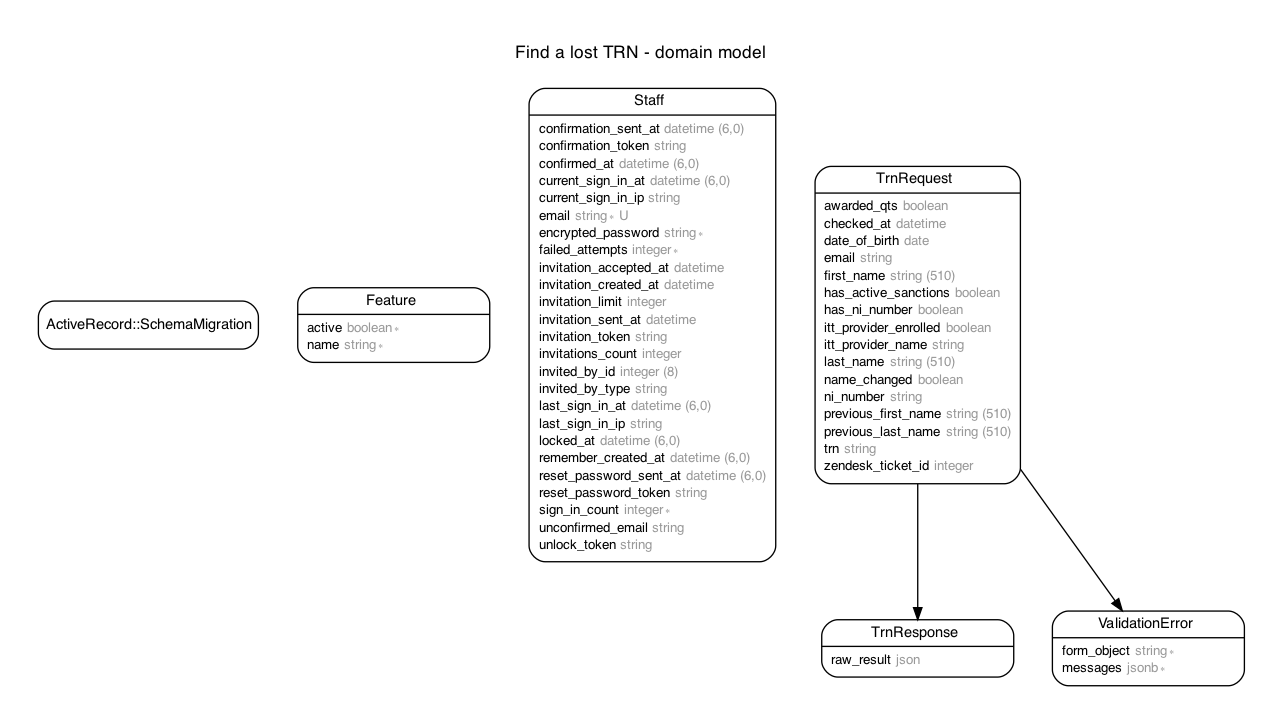 Find a lost TRN - domain model
ActiveRecord::SchemaMigration
Feature
active boolean *
name string *
Staff
confirmation_sent_at datetime (6,0)
confirmation_token string
confirmed_at datetime (6,0)
current_sign_in_at datetime (6,0)
current_sign_in_ip string
email string * U
encrypted_password string *
failed_attempts integer *
invitation_accepted_at datetime
invitation_created_at datetime
invitation_limit integer
invitation_sent_at datetime
invitation_token string
invitations_count integer
invited_by_id integer (8)
invited_by_type string
last_sign_in_at datetime (6,0)
last_sign_in_ip string
locked_at datetime (6,0)
remember_created_at datetime (6,0)
reset_password_sent_at datetime (6,0)
reset_password_token string
sign_in_count integer *
unconfirmed_email string
unlock_token string
TrnRequest
awarded_qts boolean
checked_at datetime
date_of_birth date
email string
first_name string (510)
has_active_sanctions boolean
has_ni_number boolean
itt_provider_enrolled boolean
itt_provider_name string
last_name string (510)
name_changed boolean
ni_number string
previous_first_name string (510)
previous_last_name string (510)
trn string
zendesk_ticket_id integer
TrnResponse
raw_result json
ValidationError
form_object string *
messages jsonb *